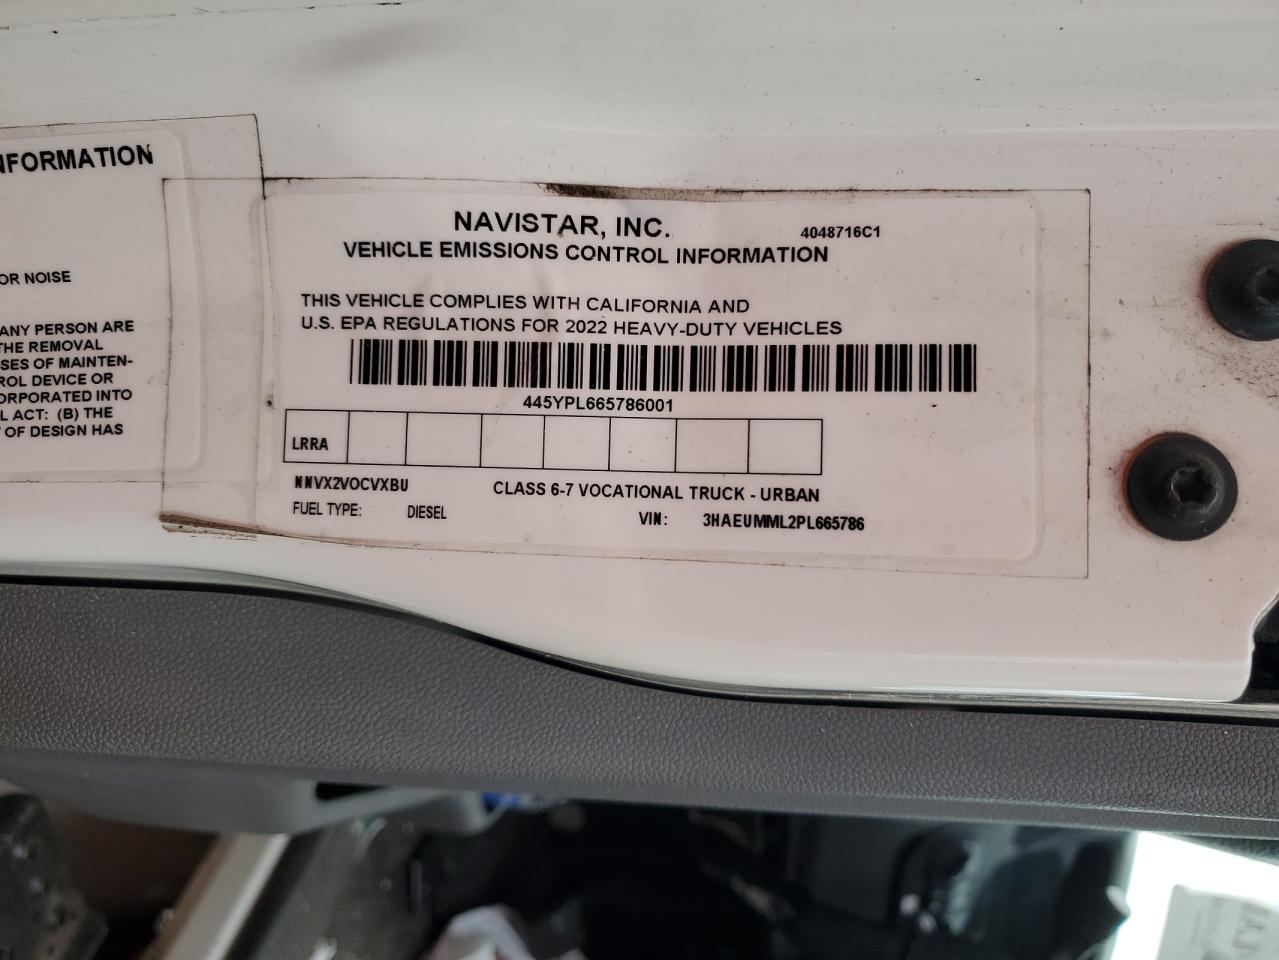 NFORMATION
OR NOISE
ANY PERSON ARE
THE REMOVAL
SES OF MAINTEN-
ROL DEVICE OR
ORPORATED INTO
L ACT: (B) THE
OF DESIGN HAS
NAVISTAR, INC. 4048716C1
VEHICLE EMISSIONS CONTROL INFORMATION
THIS VEHICLE COMPLIES WITH CALIFORNIA AND
U.S. EPA REGULATIONS FOR 2022 HEAVY-DUTY VEHICLES
445YPL665786001
LRRA
NNVX2VOCVXBU CLASS 6-7 VOCATIONAL TRUCK - URBAN
FUEL TYPE: DIESEL VIN: 3HAEUMML2PL665786